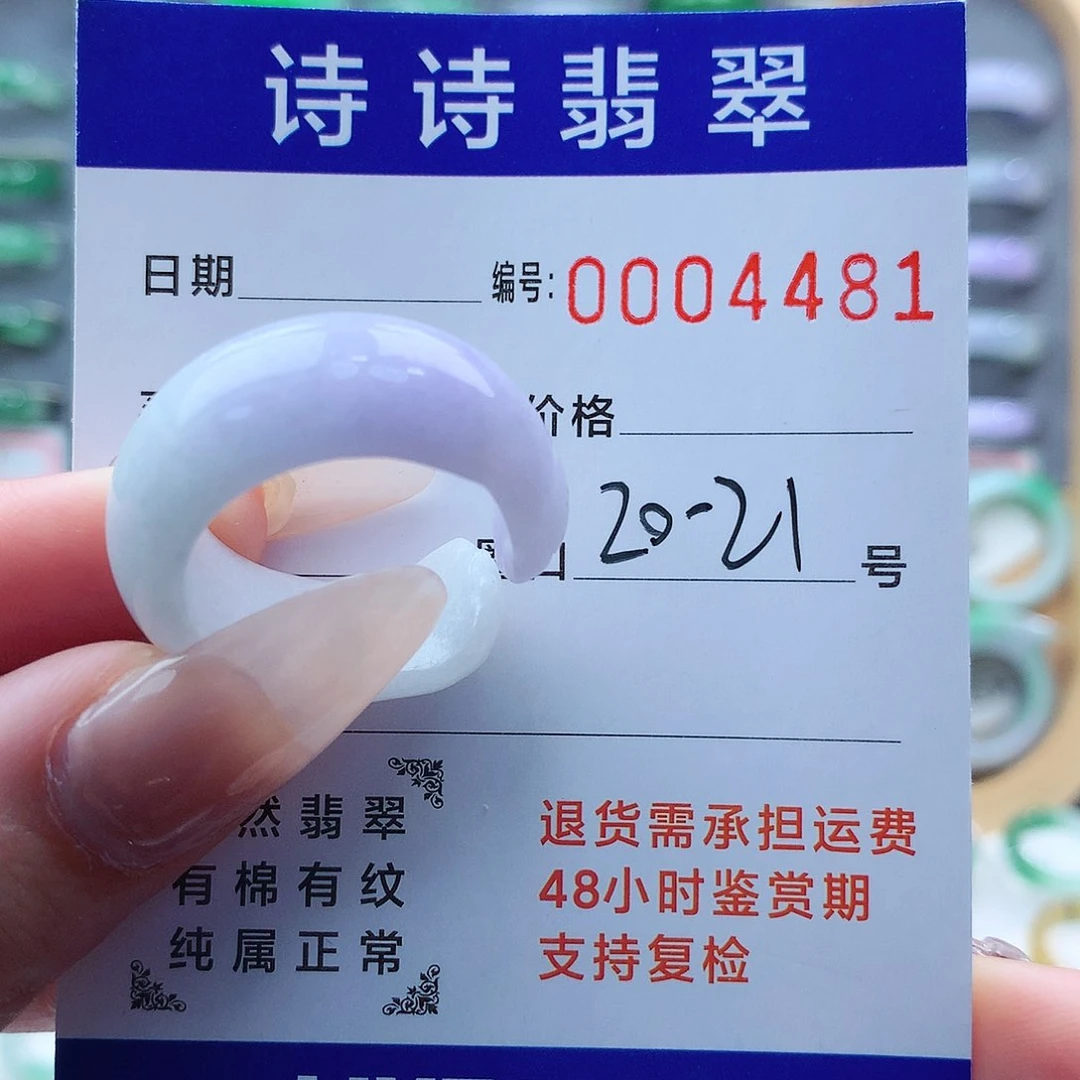 诗诗翡翠
日期 编号: 0004481
价格
20-21 号
然翡翠
有棉有纹
纯属正常
退货需承担运费
48小时鉴赏期
支持复检